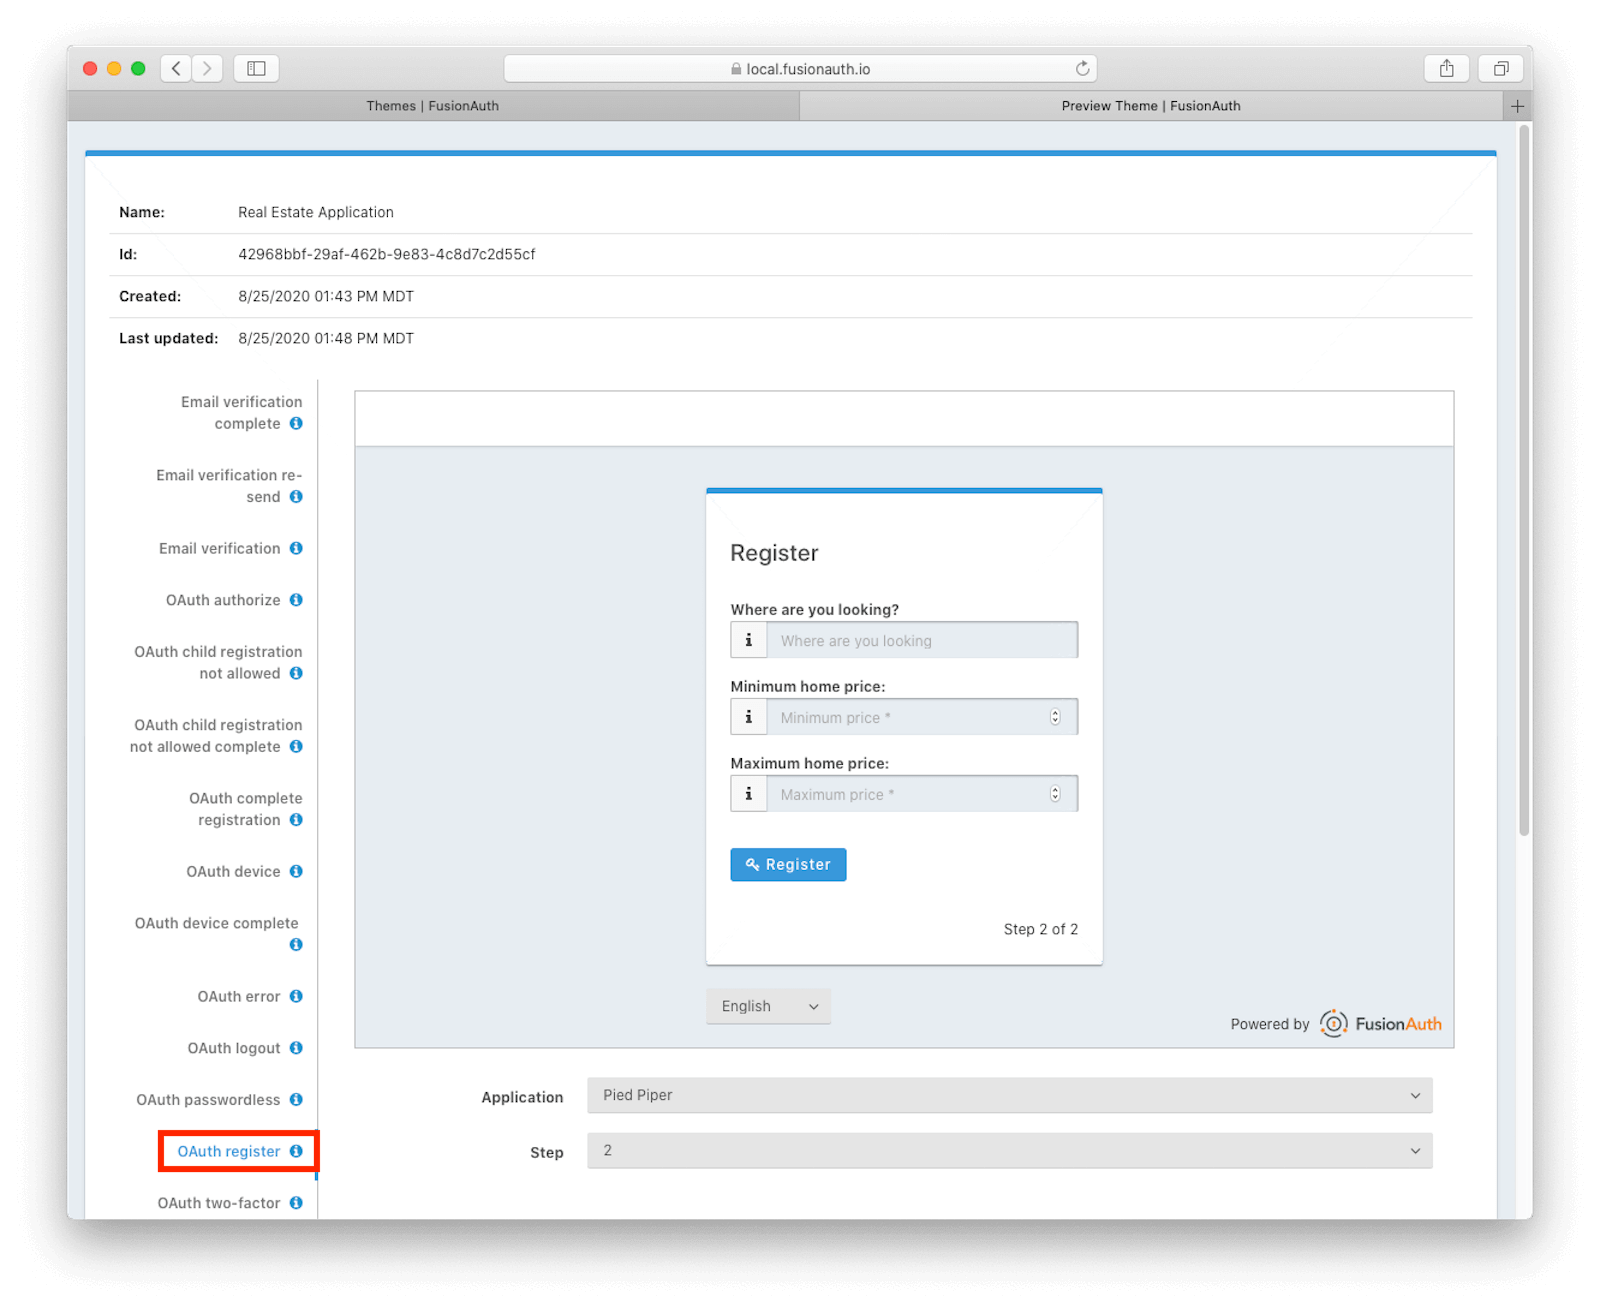 local.fusionauth.io
Themes | FusionAuth
Preview Theme | FusionAuth
Name: Real Estate Application
Id: 42968bbf-29af-462b-9e83-4c8d7c2d55cf
Created: 8/25/2020 01:43 PM MDT
Last updated: 8/25/2020 01:48 PM MDT
Email verification
complete
Email verification re-
send
Email verification
OAuth authorize
OAuth child registration
not allowed
OAuth child registration
not allowed complete
OAuth complete
registration
OAuth device
OAuth device complete
OAuth error
OAuth logout
OAuth passwordless
OAuth register
OAuth two-factor
Register
Where are you looking?
Where are you looking
Minimum home price:
Minimum price *
Maximum home price:
Maximum price *
Register
Step 2 of 2
English
Powered by FusionAuth
Application Pied Piper
Step 2